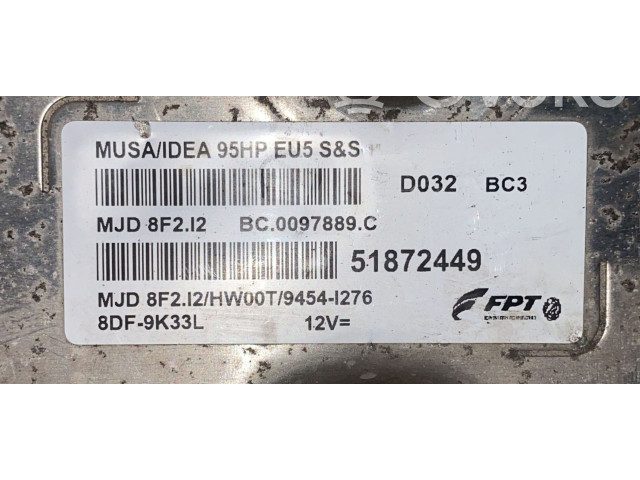 MUSA/IDEA 95HP EU5 S&S
D032 BC3
MJD 8F2.I2 BC.0097889.C
51872449
MJD 8F2.I2/HW00T/9454-I276
FPT
8DF-9K33L 12V=